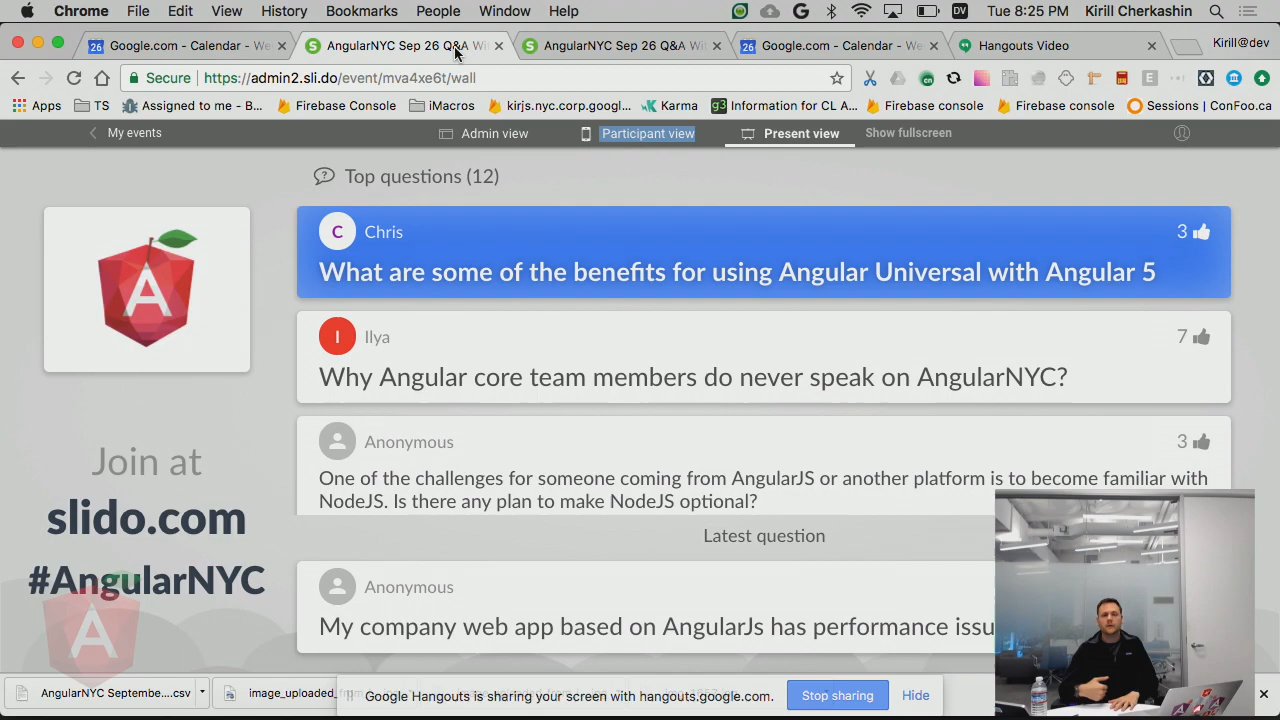 Chrome File Edit View History Bookmarks People Window Help DV Tue 8:25 PM Kirill Cherkashin
26 Google.com - Calendar - We AngularNYC Sep 26 Q&A Wi AngularNYC Sep 26 Q&A Wit 26 Google.com - Calendar - We Hangouts Video Kirill@dev
Secure https://admin2.sli.do/event/mva4xe6t/wall
Apps TS Assigned to me - B... Firebase Console iMacros kirjs.nyc.corp.googl... Karma g3 Information for CL A... Firebase console Firebase console Sessions | ConFoo.ca
My events Admin view Participant view Present view Show fullscreen
Top questions (12)
C Chris 3
What are some of the benefits for using Angular Universal with Angular 5
I Ilya 7
Why Angular core team members do never speak on AngularNYC?
Anonymous 3
One of the challenges for someone coming from AngularJS or another platform is to become familiar with
NodeJS. Is there any plan to make NodeJS optional?
Latest question
Anonymous
My company web app based on AngularJs has performance issu
A
Join at
slido.com
#AngularNYC
A
AngularNYC Septembe....csv image_uploaded_
Google Hangouts is sharing your screen with hangouts.google.com. Stop sharing Hide